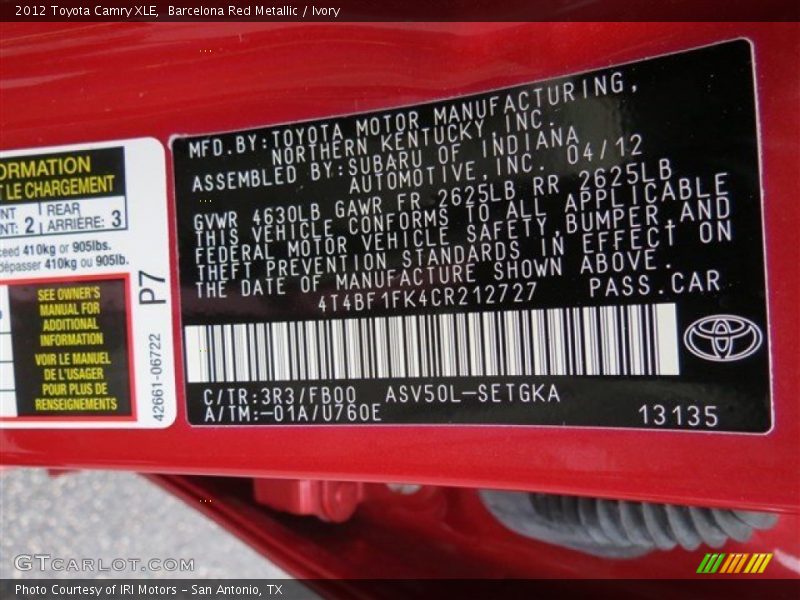 2012 Toyota Camry XLE,  Barcelona Red Metallic / Ivory
ORMATION
T LE CHARGEMENT
NT 2 REAR 3
NT: ARRIÈRE:
ceed 410kg or 905lbs.
dépasser 410kg ou 905lb.
SEE OWNER'S
MANUAL FOR
ADDITIONAL
INFORMATION
VOIR LE MANUEL
DE L'USAGER
POUR PLUS DE
RENSEIGNEMENTS
P7
42661-06722
MFD.BY:TOYOTA MOTOR MANUFACTURING,
NORTHERN KENTUCKY,INC.
ASSEMBLED BY:SUBARU OF INDIANA
AUTOMOTIVE,INC. 04/12
GVWR 4630LB GAWR FR 2625LB RR 2625LB
THIS VEHICLE CONFORMS TO ALL APPLICABLE
FEDERAL MOTOR VEHICLE SAFETY,BUMPER,AND
THEFT PREVENTION STANDARDS IN EFFECT ON
THE DATE OF MANUFACTURE SHOWN ABOVE.
4T4BF1FK4CR212727 PASS.CAR
C/TR:3R3/FB00 ASV50L-SETGKA
A/TM:-01A/U760E 13135
GTCARLOT.COM
Photo Courtesy of IRI Motors – San Antonio, TX